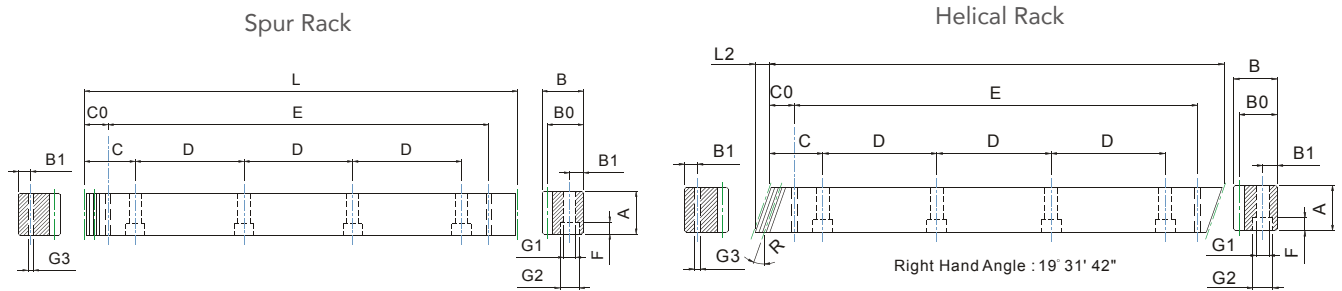 Spur Rack
L
B
C0
E
B0
C
D
D
D
B1
B1
A
G1
F
G3
G2
Helical Rack
L2
B
C0
E
B0
C
D
D
D
B1
B1
A
G1
F
G3
R
Right Hand Angle : 19° 31' 42"
G2